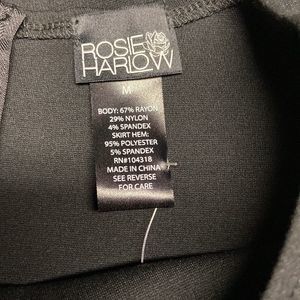 ROSIE
HARLOW
M
BODY: 67% RAYON
29% NYLON
4% SPANDEX
SKIRT HEM:
95% POLYESTER
5% SPANDEX
RN#104318
MADE IN CHINA
SEE REVERSE
FOR CARE